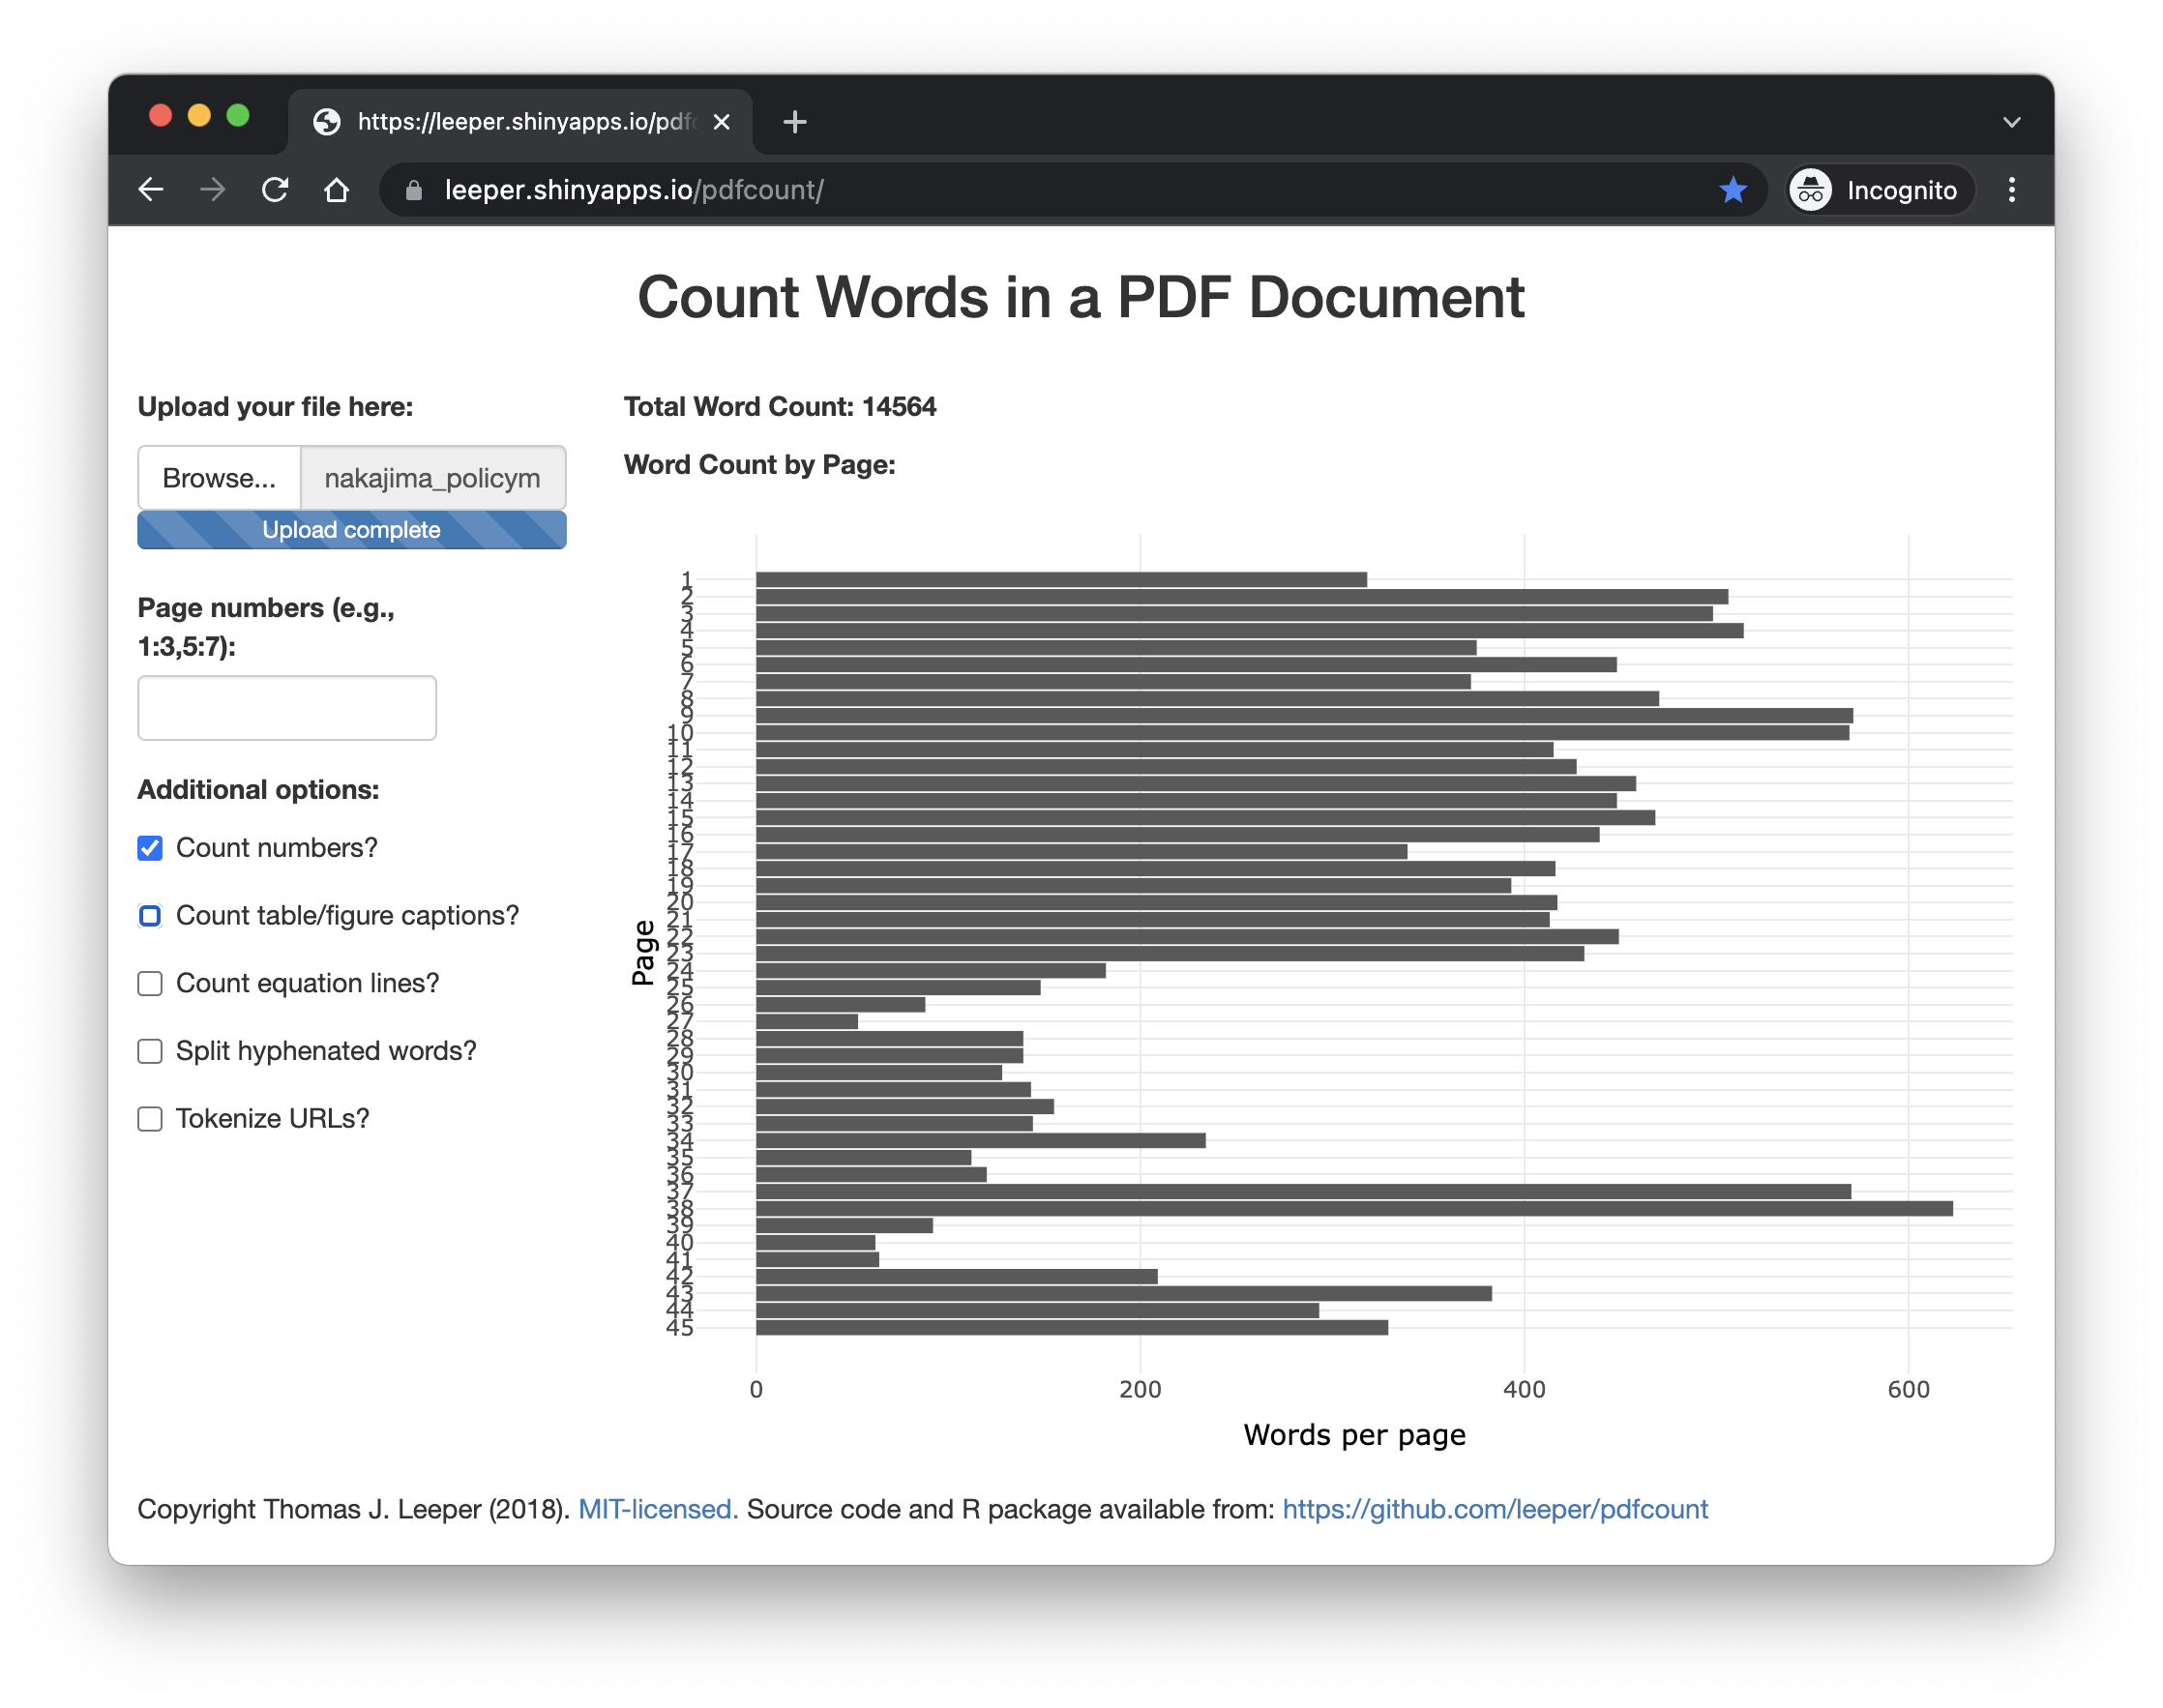 https://leeper.shinyapps.io/pdf
leeper.shinyapps.io/pdfcount/
Incognito
Count Words in a PDF Document
Upload your file here:
Browse...
nakajima_policym
Upload complete
Page numbers (e.g.,
1:3,5:7):
Additional options:
Count numbers?
Count table/figure captions?
Count equation lines?
Split hyphenated words?
Tokenize URLs?
Total Word Count: 14564
Word Count by Page:
Page
1
2
3
4
5
6
7
8
9
10
11
12
13
14
15
16
17
18
19
20
21
22
23
24
25
26
27
28
29
30
31
32
33
34
35
36
37
38
39
40
41
42
43
44
45
0 200 400 600
Words per page
Copyright Thomas J. Leeper (2018). MIT-licensed. Source code and R package available from: https://github.com/leeper/pdfcount